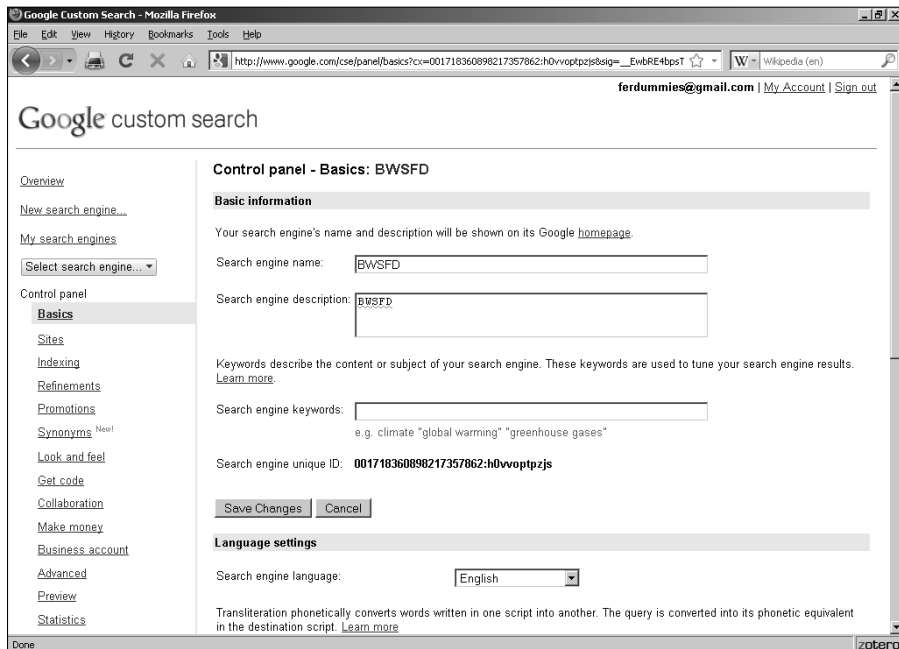 Google Custom Search - Mozilla Firefox
File Edit View History Bookmarks Tools Help
http://www.google.com/cse/panel/basics?cx=001718360898217357862:h0vvoptpzjs&sig=__EwbRE4bpsT
W Wikipedia (en)
ferdummies@gmail.com | My Account | Sign out
Google custom search
Control panel - Basics: BWSFD
Overview
Basic information
New search engine...
Your search engine's name and description will be shown on its Google homepage.
My search engines
Search engine name: BWSFD
Select search engine...
Control panel
Search engine description: BWSFD
Basics
Sites
Indexing
Keywords describe the content or subject of your search engine. These keywords are used to tune your search engine results.
Learn more.
Refinements
Promotions
Search engine keywords:
Synonyms New!
e.g. climate "global warming" "greenhouse gases"
Look and feel
Search engine unique ID: 001718360898217357862:h0vvoptpzjs
Get code
Collaboration
Save Changes Cancel
Make money
Business account
Language settings
Advanced
Search engine language: English
Preview
Statistics
Transliteration phonetically converts words written in one script into another. The query is converted into its phonetic equivalent
in the destination script. Learn more
Done
zotero